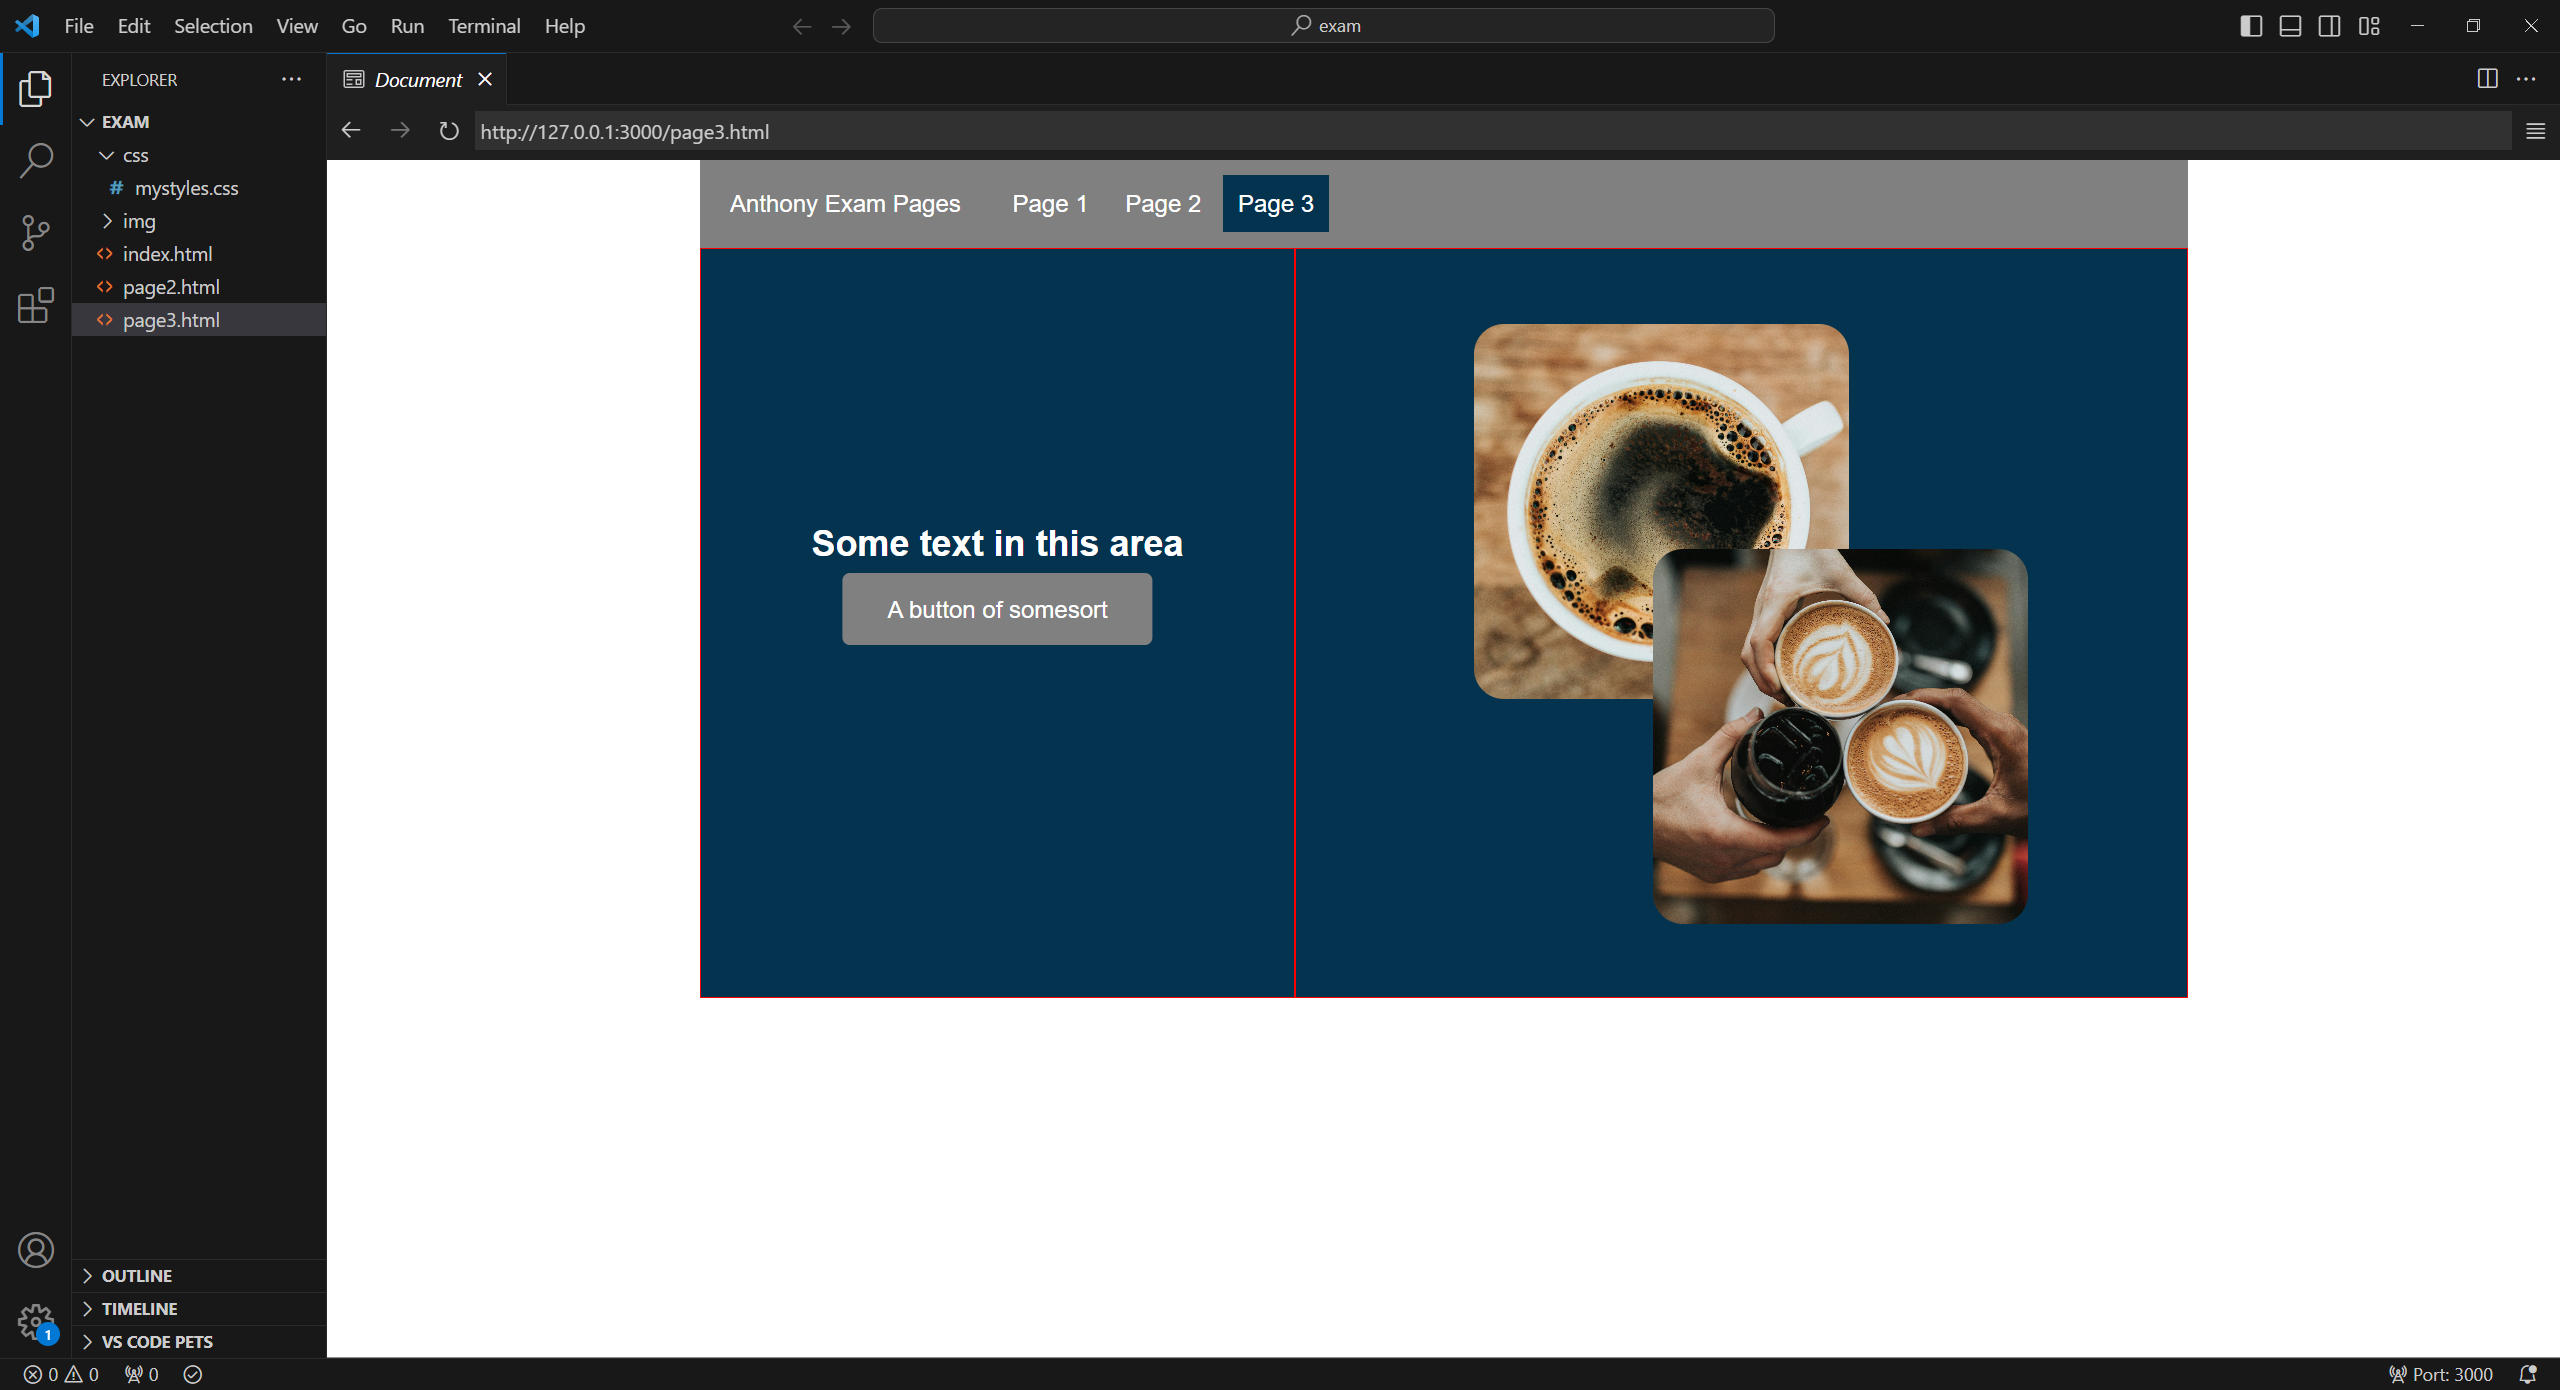 File Edit Selection View Go Run Terminal Help
exam
EXPLORER
Document
EXAM
http://127.0.0.1:3000/page3.html
css
# mystyles.css
img
<> index.html
<> page2.html
<> page3.html
Anthony Exam Pages Page 1 Page 2 Page 3
Some text in this area
A button of somesort
OUTLINE
TIMELINE
1
VS CODE PETS
0 0 0
Port: 3000